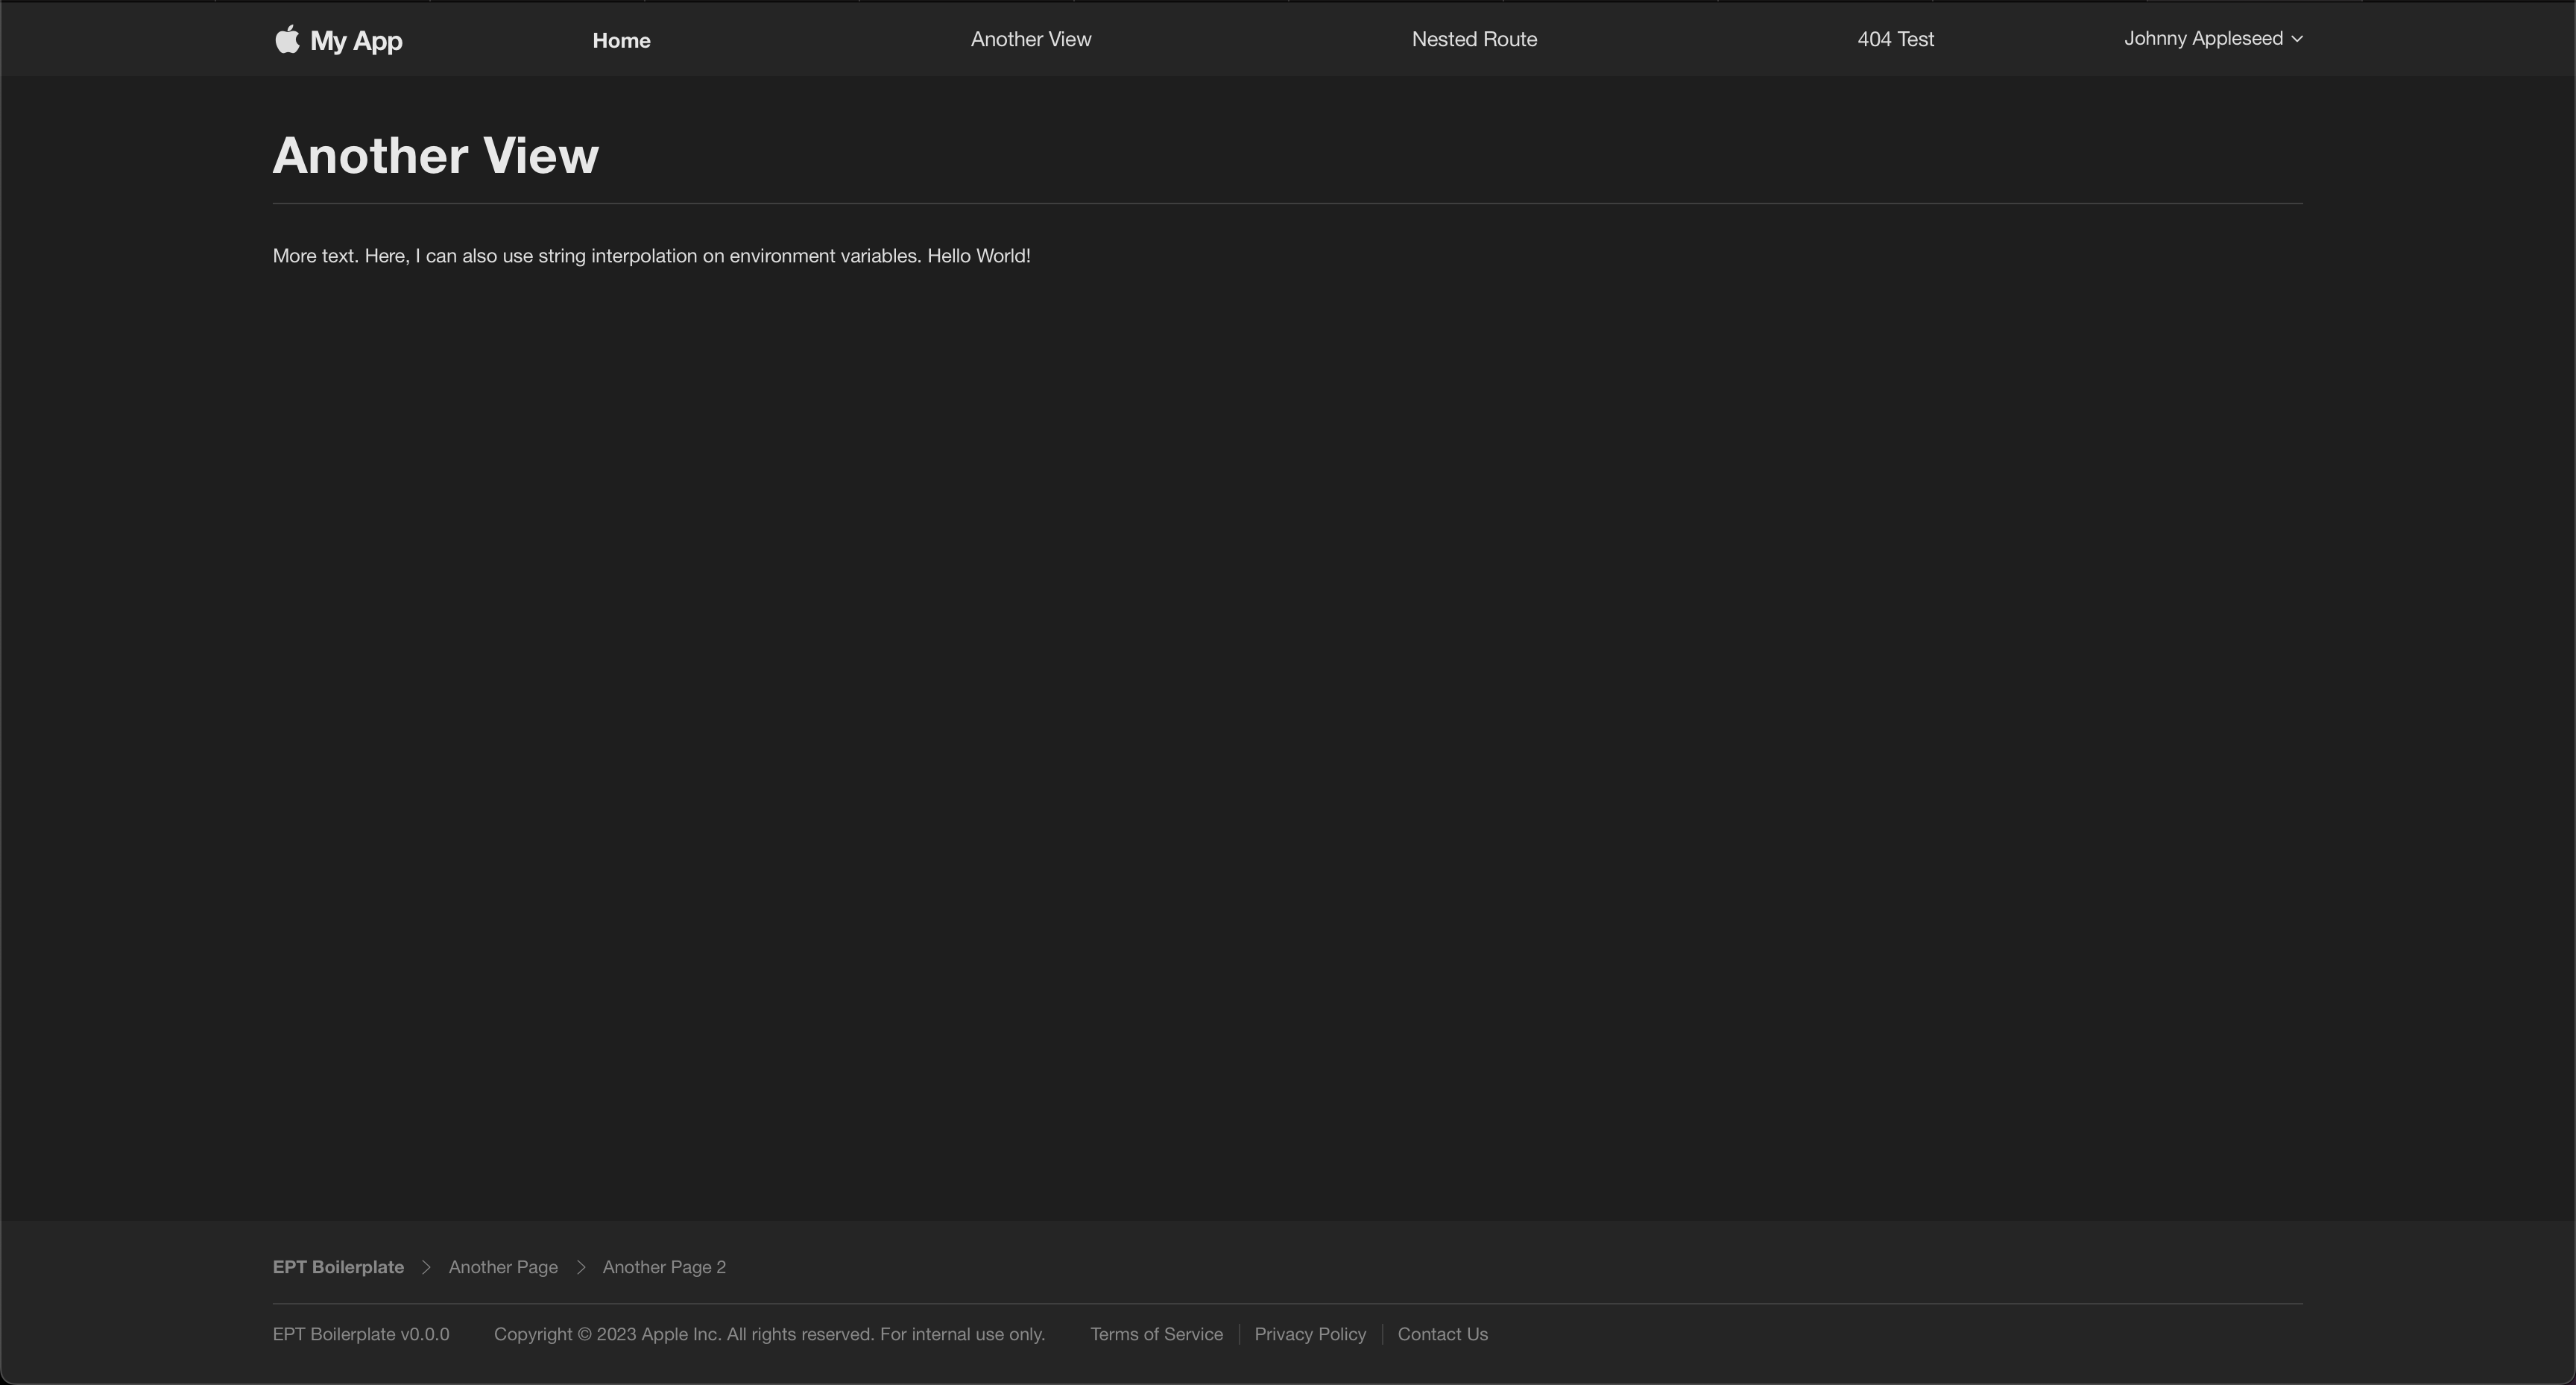 My App Home Another View Nested Route 404 Test Johnny Appleseed
Another View
More text. Here, I can also use string interpolation on environment variables. Hello World!
EPT Boilerplate Another Page Another Page 2
EPT Boilerplate v0.0.0 Copyright © 2023 Apple Inc. All rights reserved. For internal use only. Terms of Service Privacy Policy Contact Us